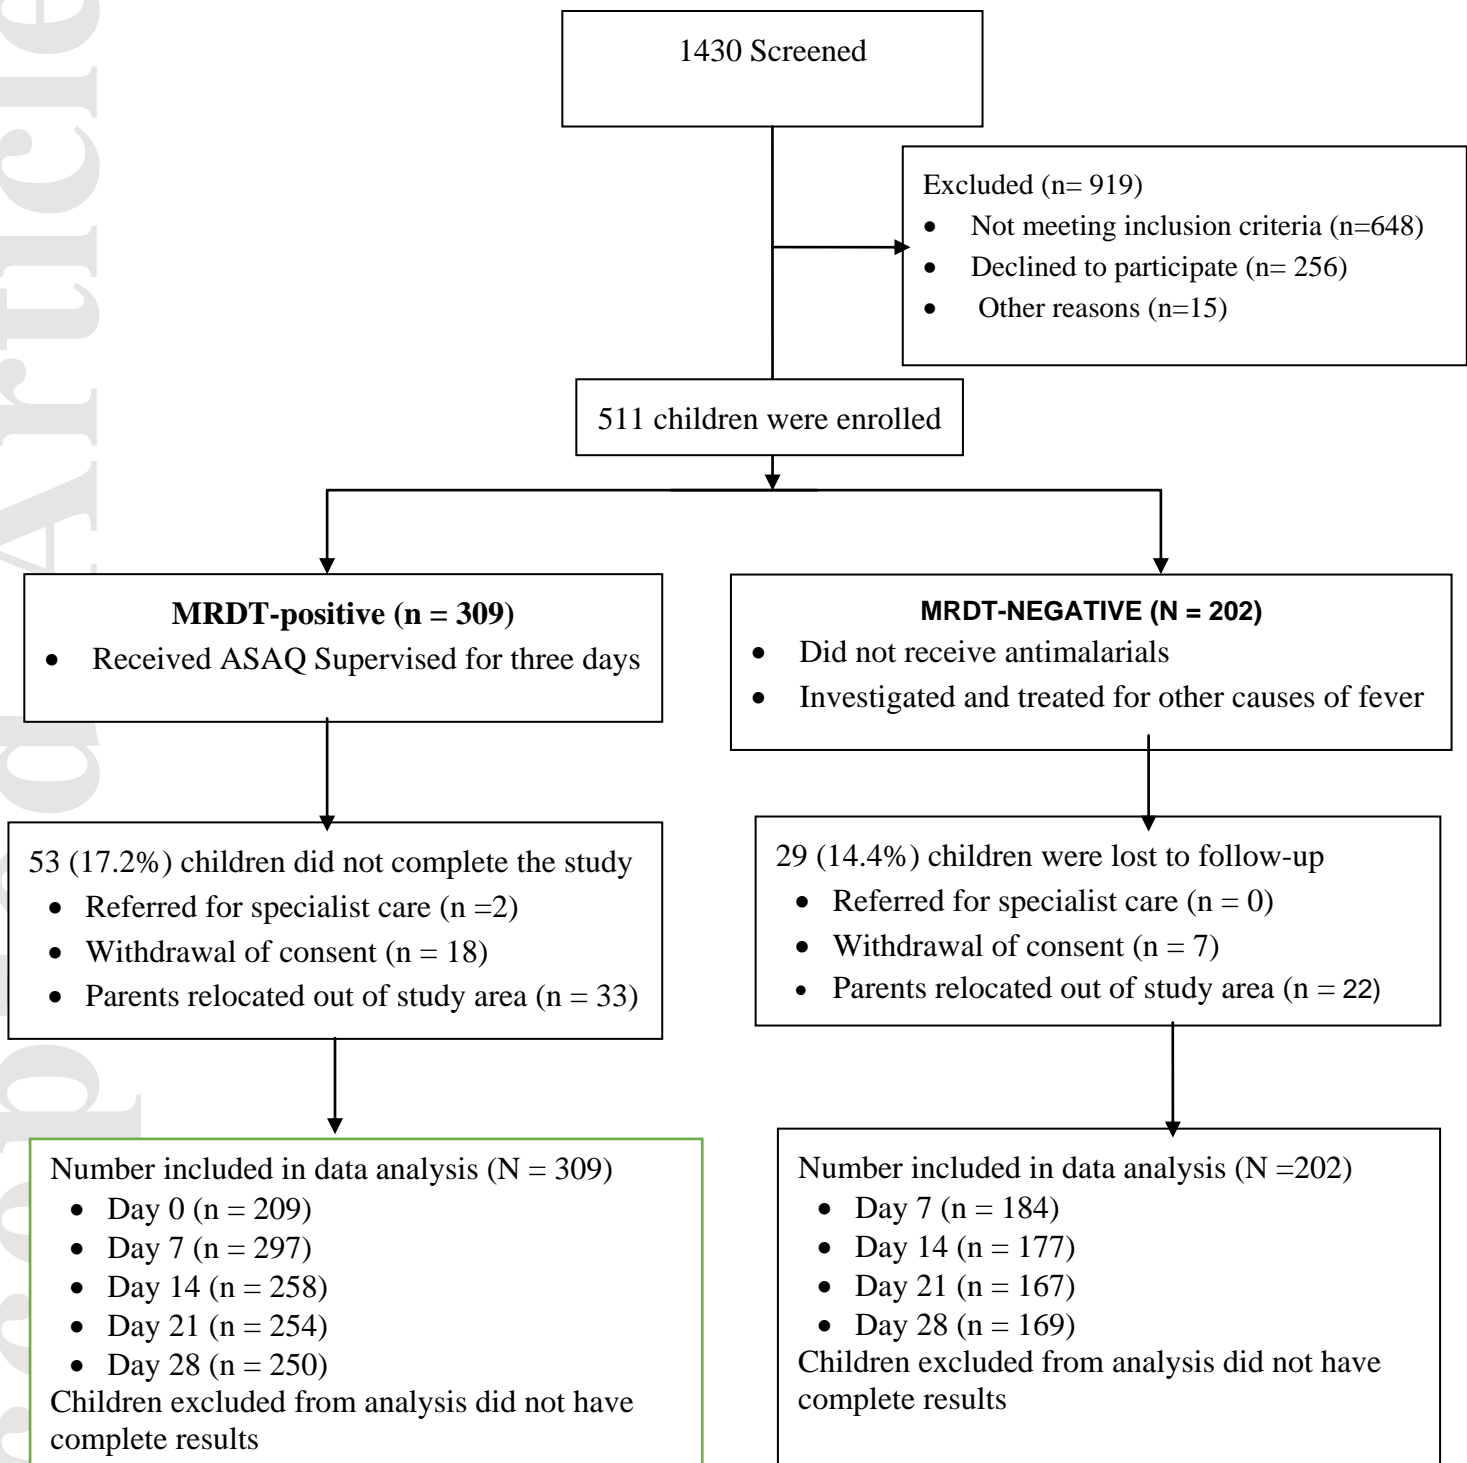 1430 Screened
Excluded (n= 919)
• Not meeting inclusion criteria (n=648)
• Declined to participate (n= 256)
• Other reasons (n=15)
511 children were enrolled
MRDT-positive (n = 309)
• Received ASAQ Supervised for three days
MRDT-NEGATIVE (N = 202)
• Did not receive antimalarials
• Investigated and treated for other causes of fever
53 (17.2%) children did not complete the study
• Referred for specialist care (n =2)
• Withdrawal of consent (n = 18)
• Parents relocated out of study area (n = 33)
29 (14.4%) children were lost to follow-up
• Referred for specialist care (n = 0)
• Withdrawal of consent (n = 7)
• Parents relocated out of study area (n = 22)
Number included in data analysis (N = 309)
• Day 0 (n = 209)
• Day 7 (n = 297)
• Day 14 (n = 258)
• Day 21 (n = 254)
• Day 28 (n = 250)
Children excluded from analysis did not have
complete results
Number included in data analysis (N =202)
• Day 7 (n = 184)
• Day 14 (n = 177)
• Day 21 (n = 167)
• Day 28 (n = 169)
Children excluded from analysis did not have
complete results